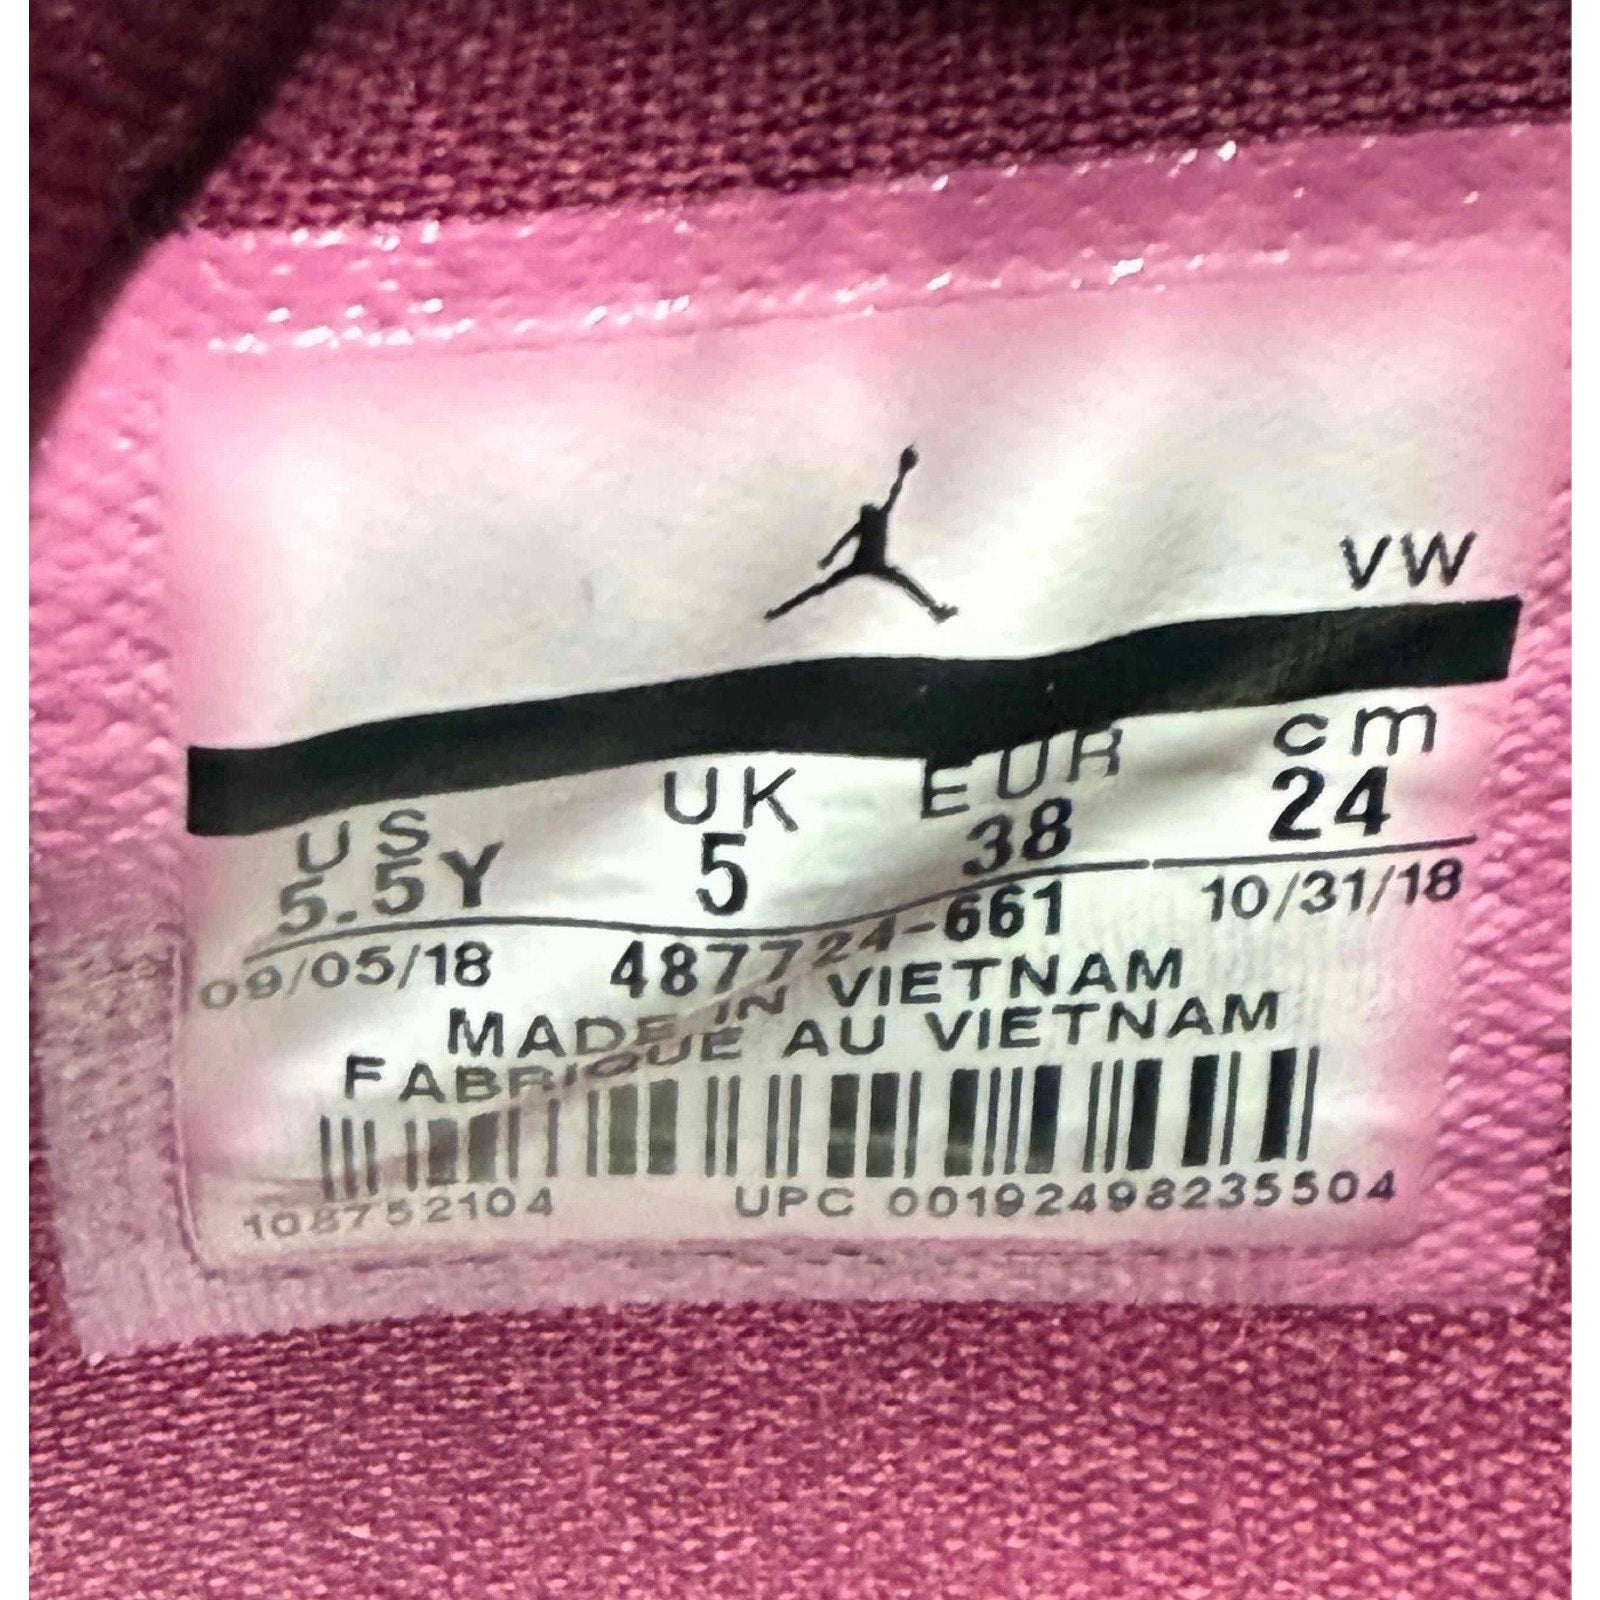 VW
US UK EUR cm
5.5Y 5 38 24
09/05/18 487724-661 10/31/18
MADE IN VIETNAM
FABRIQUE AU VIETNAM
108752104 UPC 00192498235504